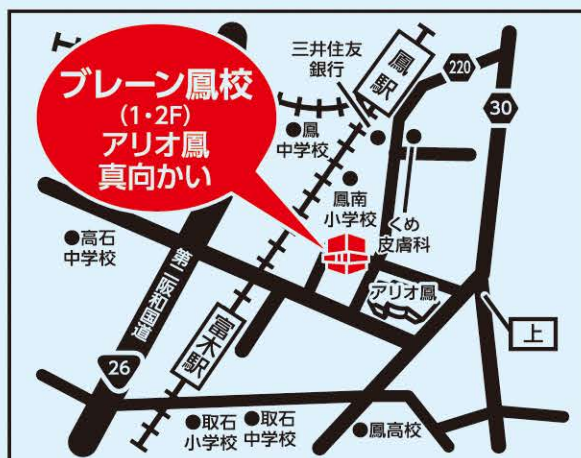 ブレーン鳳校
(1・2F)
アリオ鳳
真向かい
三井住友
銀行
鳳駅
220
30
●鳳
中学校
鳳南
小学校
くめ
皮膚科
●高石
中学校
第二阪和国道
アリオ鳳
上
富木駅
26
●取石
小学校
●取石
中学校
●鳳高校